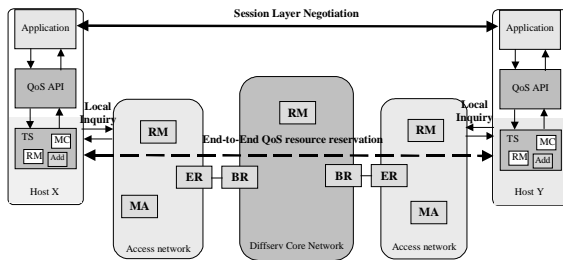 Session Layer Negotiation
Application
Application
QoS API
QoS API
Local
Inquiry
Local
Inquiry
RM
RM
RM
TS
MC
RM
Add
End-to-End QoS resource reservation
TS
MC
RM
Add
ER
BR
BR
ER
MA
MA
Host X
Host Y
Access network
Diffserv Core Network
Access network